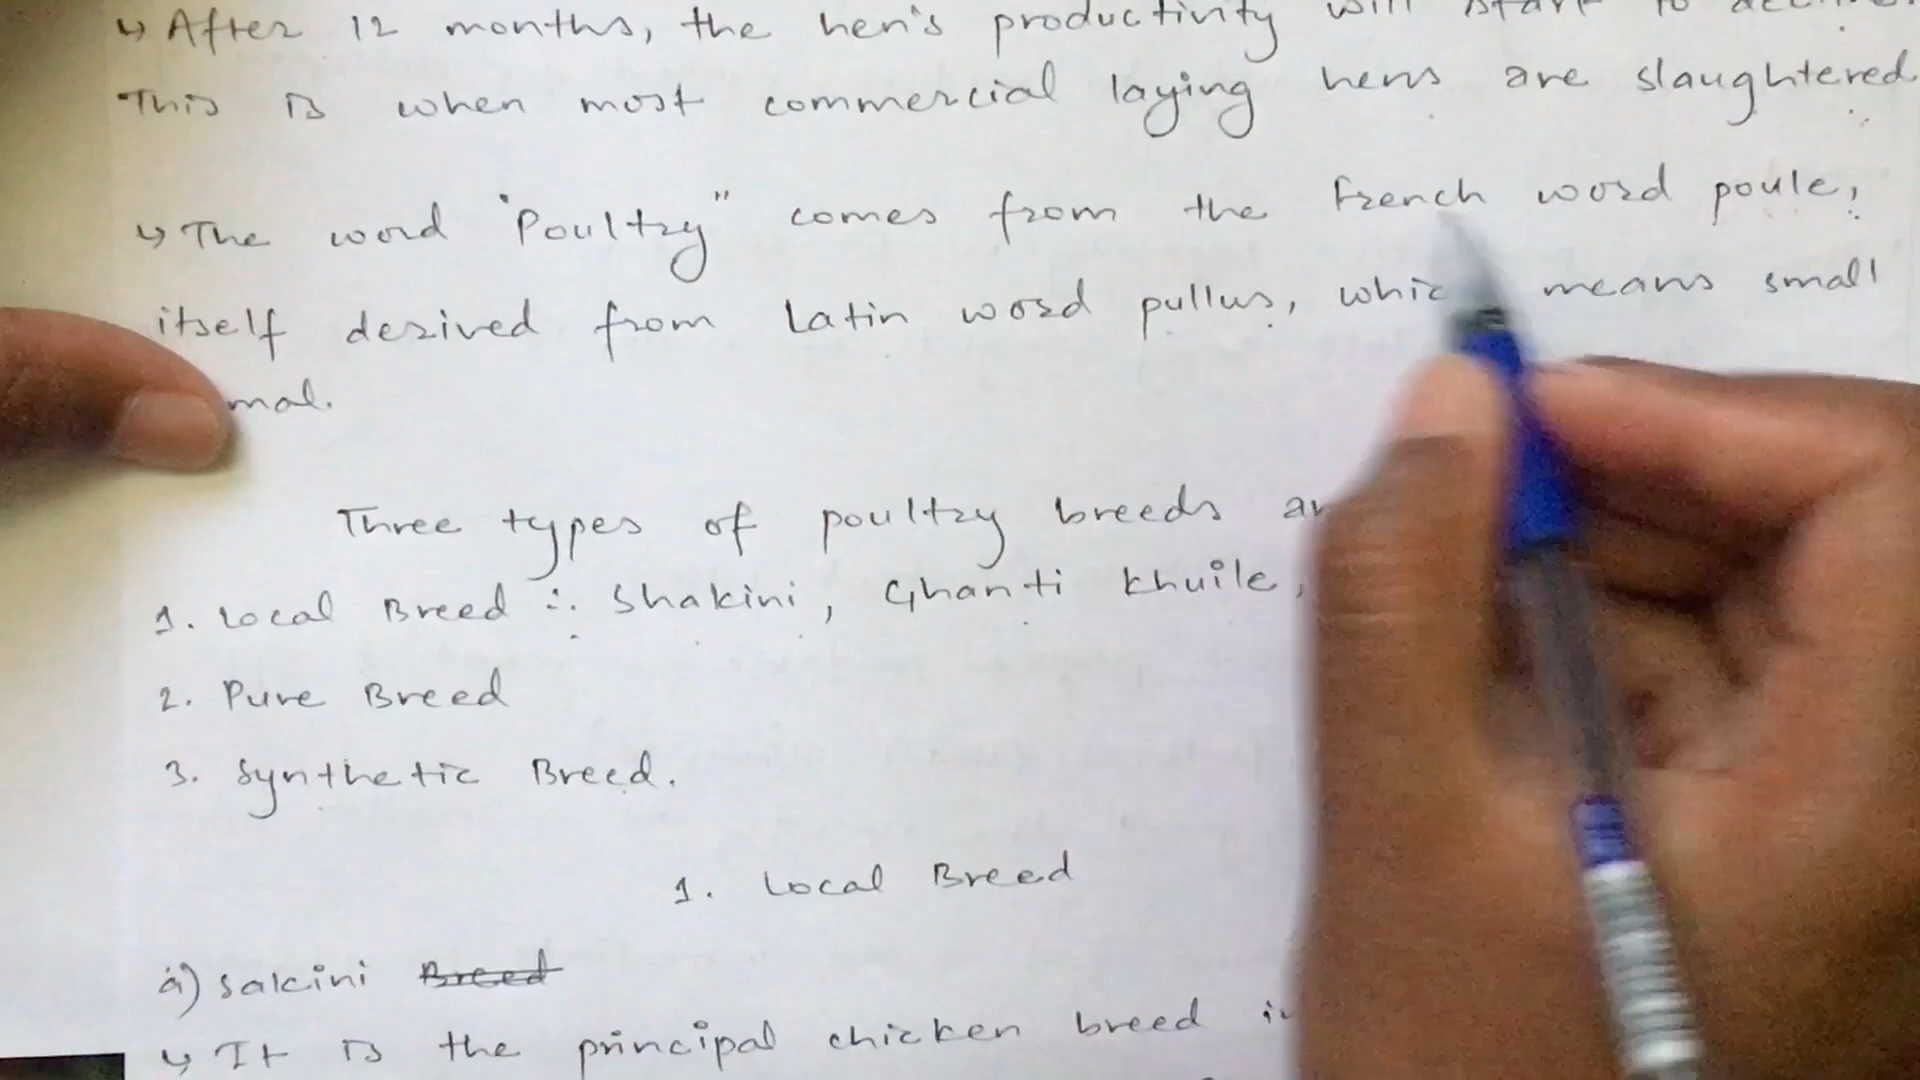 ↳ After 12 months, the hen's productivity will start to
This is when most commercial laying hens are slaughtered.
↳ The word "Poultry" comes from the French word poule,
itself derived from Latin word pullus, means small
Three types of poultry breeds
1. Local Breed :. Shakini, Ghanti Khuile,
2. Pure Breed
3. Synthetic Breed.
1. Local Breed
a) Sakini Breed
↳ It is the principal chicken breed